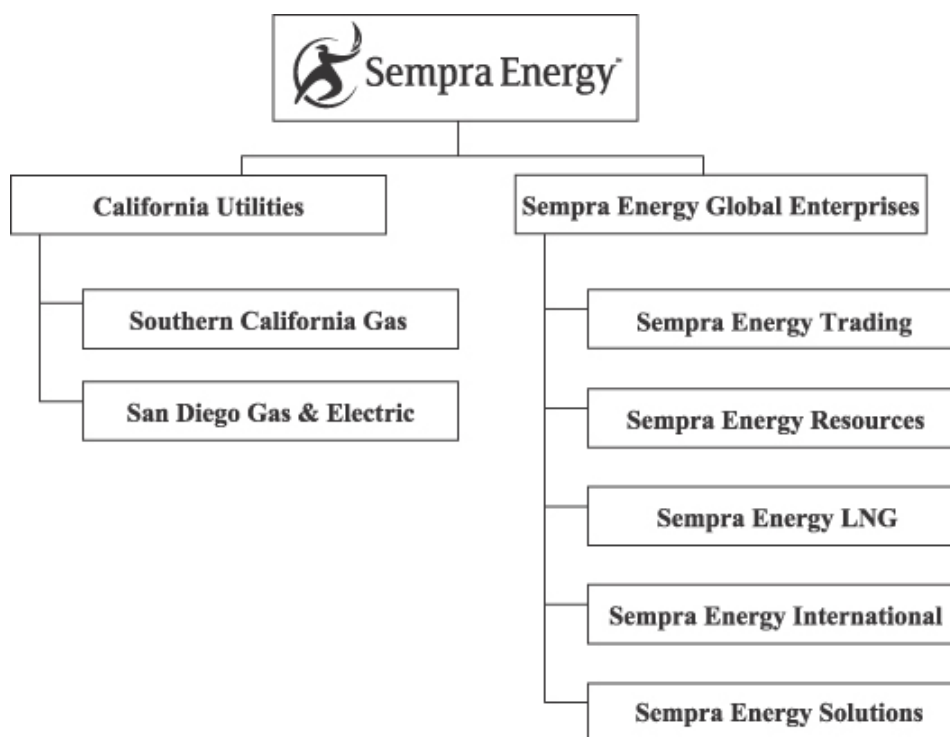 Sempra Energy™
California Utilities
Southern California Gas
San Diego Gas & Electric
Sempra Energy Global Enterprises
Sempra Energy Trading
Sempra Energy Resources
Sempra Energy LNG
Sempra Energy International
Sempra Energy Solutions